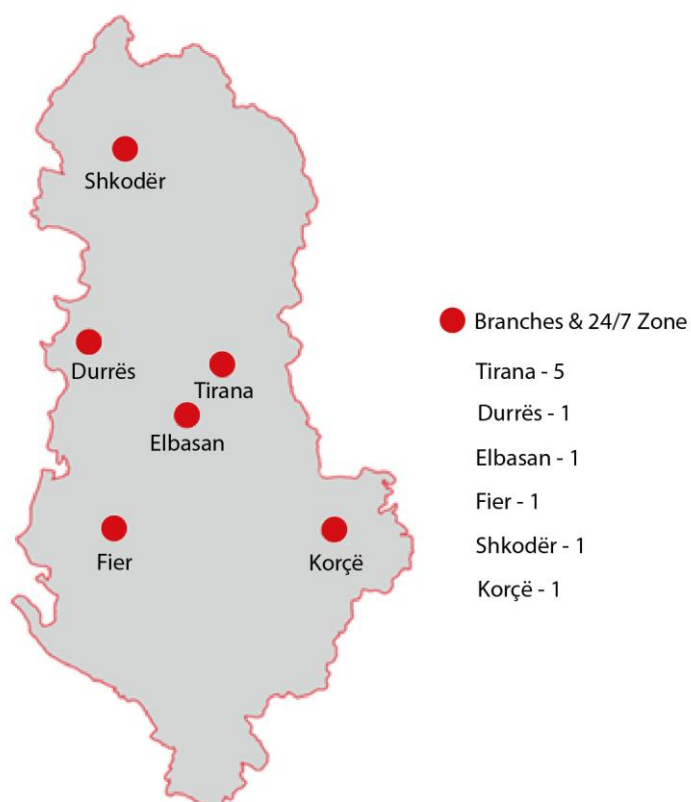 Shkodër
Durrës
Tirana
Elbasan
Fier
Korçë
Branches & 24/7 Zone
Tirana - 5
Durrës - 1
Elbasan - 1
Fier - 1
Shkodër - 1
Korçë - 1